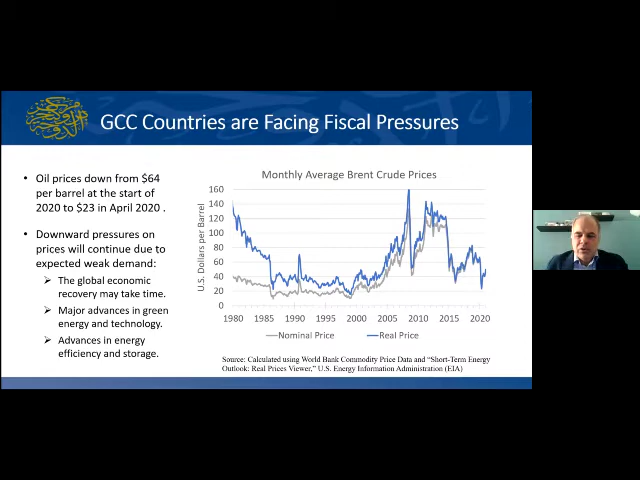 GCC Countries are Facing Fiscal Pressures
• Oil prices down from $64
per barrel at the start of
2020 to $23 in April 2020 .
• Downward pressures on
prices will continue due to
expected weak demand:
➢ The global economic
recovery may take time.
➢ Major advances in green
energy and technology.
➢ Advances in energy
efficiency and storage.
Monthly Average Brent Crude Prices
U.S. Dollars per Barrel
160
140
120
100
80
60
40
20
0
1980 1985 1990 1995 2000 2005 2010 2015 2020
Nominal Price Real Price
Source: Calculated using World Bank Commodity Price Data and “Short-Term Energy
Outlook: Real Prices Viewer,” U.S. Energy Information Administration (EIA)